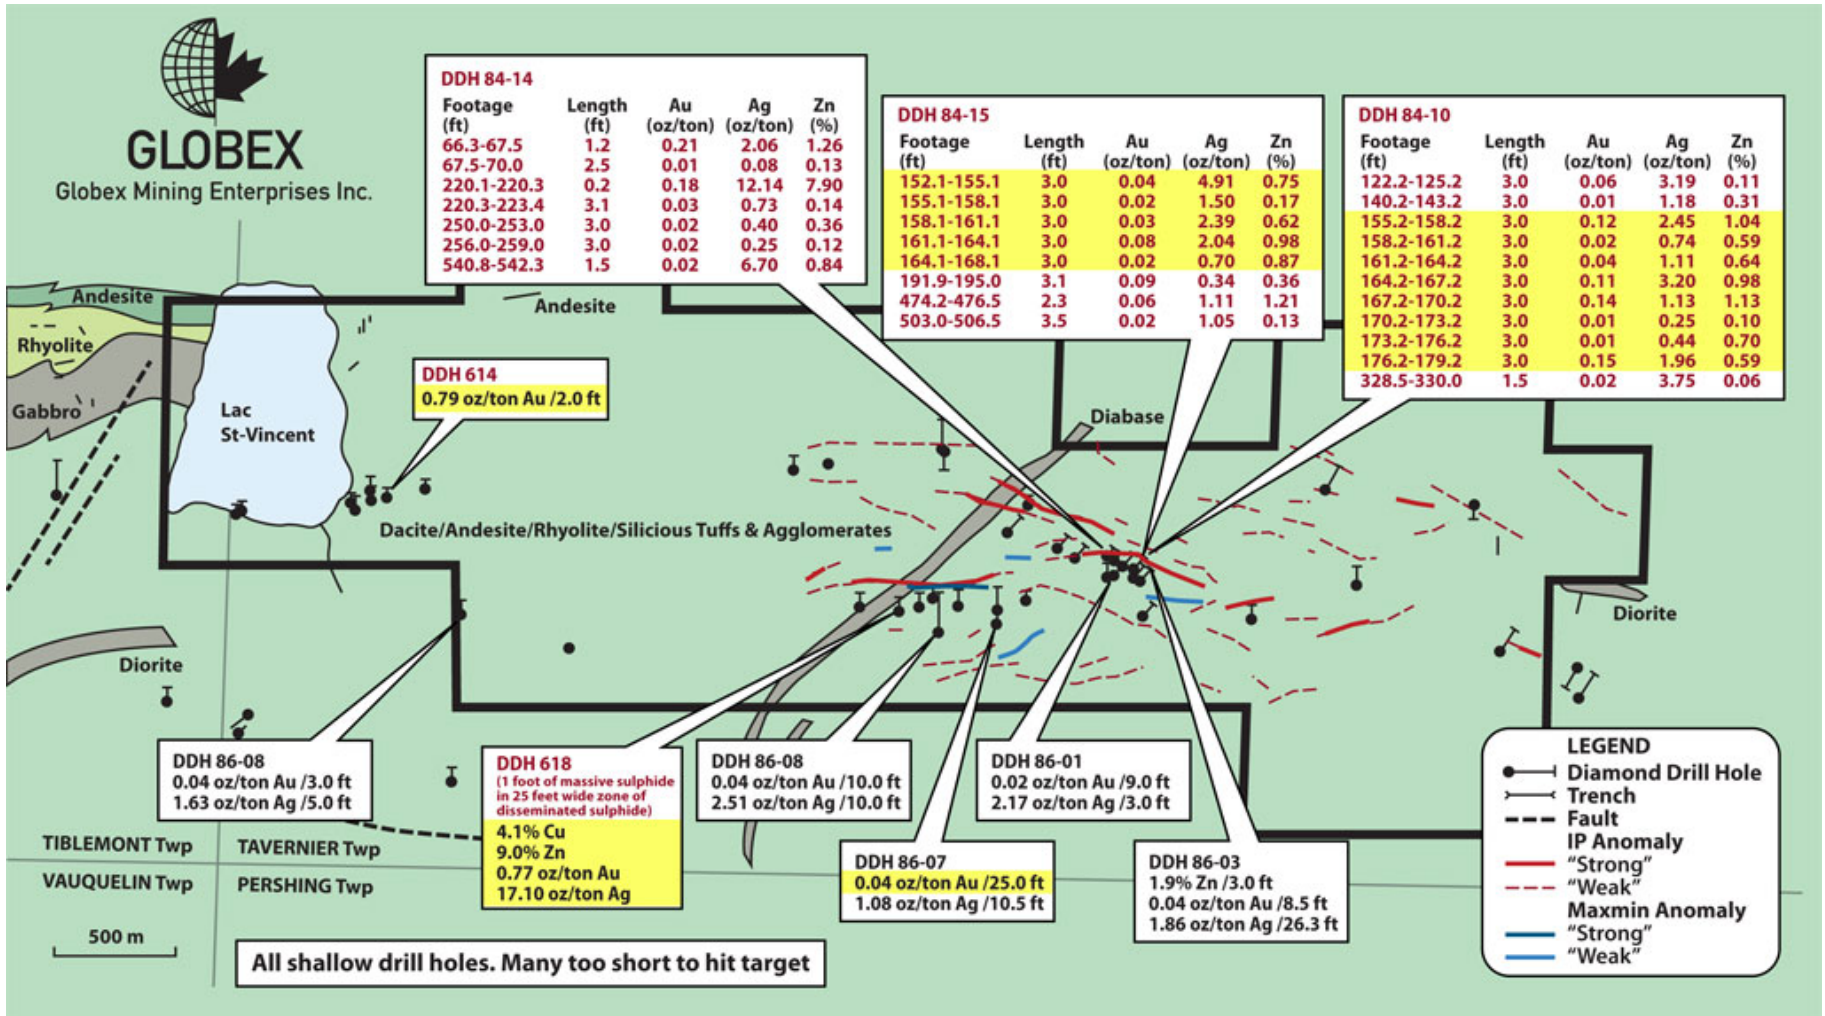 GLOBEX
Globex Mining Enterprises Inc.
DDH 84-14
Footage Length Au Ag Zn
(ft) (ft) (oz/ton) (oz/ton) (%)
66.3-67.5 1.2 0.21 2.06 1.26
67.5-70.0 2.5 0.01 0.08 0.13
220.1-220.3 0.2 0.18 12.14 7.90
220.3-223.4 3.1 0.03 0.73 0.14
250.0-253.0 3.0 0.02 0.40 0.36
256.0-259.0 3.0 0.02 0.25 0.12
540.8-542.3 1.5 0.02 6.70 0.84
DDH 84-15
Footage Length Au Ag Zn
(ft) (ft) (oz/ton) (oz/ton) (%)
152.1-155.1 3.0 0.04 4.91 0.75
155.1-158.1 3.0 0.02 1.50 0.17
158.1-161.1 3.0 0.03 2.39 0.62
161.1-164.1 3.0 0.08 2.04 0.98
164.1-168.1 3.0 0.02 0.70 0.87
191.9-195.0 3.1 0.09 0.34 0.36
474.2-476.5 2.3 0.06 1.11 1.21
503.0-506.5 3.5 0.02 1.05 0.13
DDH 84-10
Footage Length Au Ag Zn
(ft) (ft) (oz/ton) (oz/ton) (%)
122.2-125.2 3.0 0.06 3.19 0.11
140.2-143.2 3.0 0.01 1.18 0.31
155.2-158.2 3.0 0.12 2.45 1.04
158.2-161.2 3.0 0.02 0.74 0.59
161.2-164.2 3.0 0.04 1.11 0.64
164.2-167.2 3.0 0.11 3.20 0.98
167.2-170.2 3.0 0.14 1.13 1.13
170.2-173.2 3.0 0.01 0.25 0.10
173.2-176.2 3.0 0.01 0.44 0.70
176.2-179.2 3.0 0.15 1.96 0.59
328.5-330.0 1.5 0.02 3.75 0.06
Andesite
Andesite
Rhyolite
Gabbro
Lac
St-Vincent
DDH 614
0.79 oz/ton Au /2.0 ft
Diabase
Dacite/Andesite/Rhyolite/Silicious Tuffs & Agglomerates
Diorite
Diorite
DDH 86-08
0.04 oz/ton Au /3.0 ft
1.63 oz/ton Ag /5.0 ft
DDH 618
(1 foot of massive sulphide
in 25 feet wide zone of
disseminated sulphide)
4.1% Cu
9.0% Zn
0.77 oz/ton Au
17.10 oz/ton Ag
DDH 86-08
0.04 oz/ton Au /10.0 ft
2.51 oz/ton Ag /10.0 ft
DDH 86-01
0.02 oz/ton Au /9.0 ft
2.17 oz/ton Ag /3.0 ft
DDH 86-07
0.04 oz/ton Au /25.0 ft
1.08 oz/ton Ag /10.5 ft
DDH 86-03
1.9% Zn /3.0 ft
0.04 oz/ton Au /8.5 ft
1.86 oz/ton Ag /26.3 ft
LEGEND
Diamond Drill Hole
Trench
Fault
IP Anomaly
“Strong”
“Weak”
Maxmin Anomaly
“Strong”
“Weak”
TIBLEMONT Twp
TAVERNIER Twp
VAUQUELIN Twp
PERSHING Twp
500 m
All shallow drill holes. Many too short to hit target